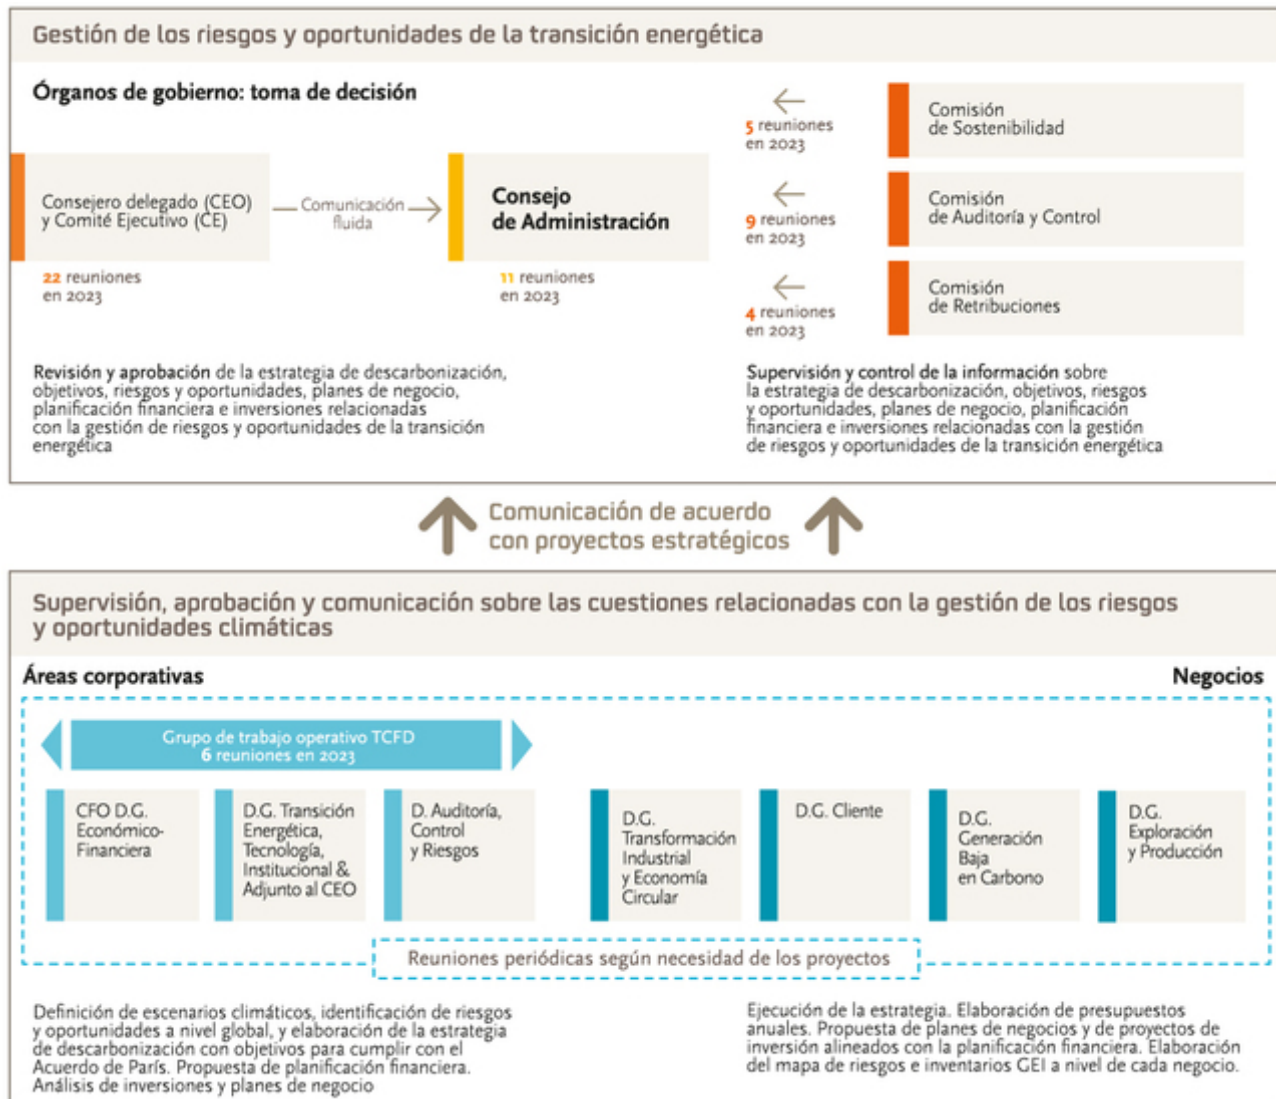 Gestión de los riesgos y oportunidades de la transición energética
Órganos de gobierno: toma de decisión
Consejero delegado (CEO)
y Comité Ejecutivo (CE)
22 reuniones
en 2023
Comunicación
fluida
Consejo
de Administración
11 reuniones
en 2023
5 reuniones
en 2023
Comisión
de Sostenibilidad
9 reuniones
en 2023
Comisión
de Auditoría y Control
4 reuniones
en 2023
Comisión
de Retribuciones
Revisión y aprobación de la estrategia de descarbonización,
objetivos, riesgos y oportunidades, planes de negocio,
planificación financiera e inversiones relacionadas
con la gestión de riesgos y oportunidades de la transición
energética
Supervisión y control de la información sobre
la estrategia de descarbonización, objetivos, riesgos
y oportunidades, planes de negocio, planificación
financiera e inversiones relacionadas con la gestión
de riesgos y oportunidades de la transición energética
Comunicación de acuerdo
con proyectos estratégicos
Supervisión, aprobación y comunicación sobre las cuestiones relacionadas con la gestión de los riesgos
y oportunidades climáticas
Áreas corporativas
Negocios
Grupo de trabajo operativo TCFD
6 reuniones en 2023
CFO D.G.
Económico-
Financiera
D.G. Transición
Energética,
Tecnología,
Institucional &
Adjunto al CEO
D. Auditoría,
Control
y Riesgos
D.G.
Transformación
Industrial
y Economía
Circular
D.G. Cliente
D.G.
Generación
Baja
en Carbono
D.G.
Exploración
y Producción
Reuniones periódicas según necesidad de los proyectos
Definición de escenarios climáticos, identificación de riesgos
y oportunidades a nivel global, y elaboración de la estrategia
de descarbonización con objetivos para cumplir con el
Acuerdo de París. Propuesta de planificación financiera.
Análisis de inversiones y planes de negocio
Ejecución de la estrategia. Elaboración de presupuestos
anuales. Propuesta de planes de negocios y de proyectos de
inversión alineados con la planificación financiera. Elaboración
del mapa de riesgos e inventarios GEI a nivel de cada negocio.